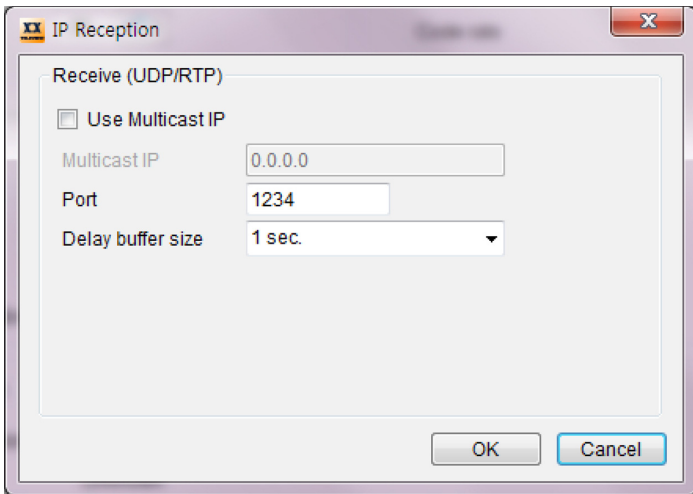 IP Reception
Receive (UDP/RTP)
Use Multicast IP
Multicast IP 0.0.0.0
Port 1234
Delay buffer size 1 sec.
OK Cancel